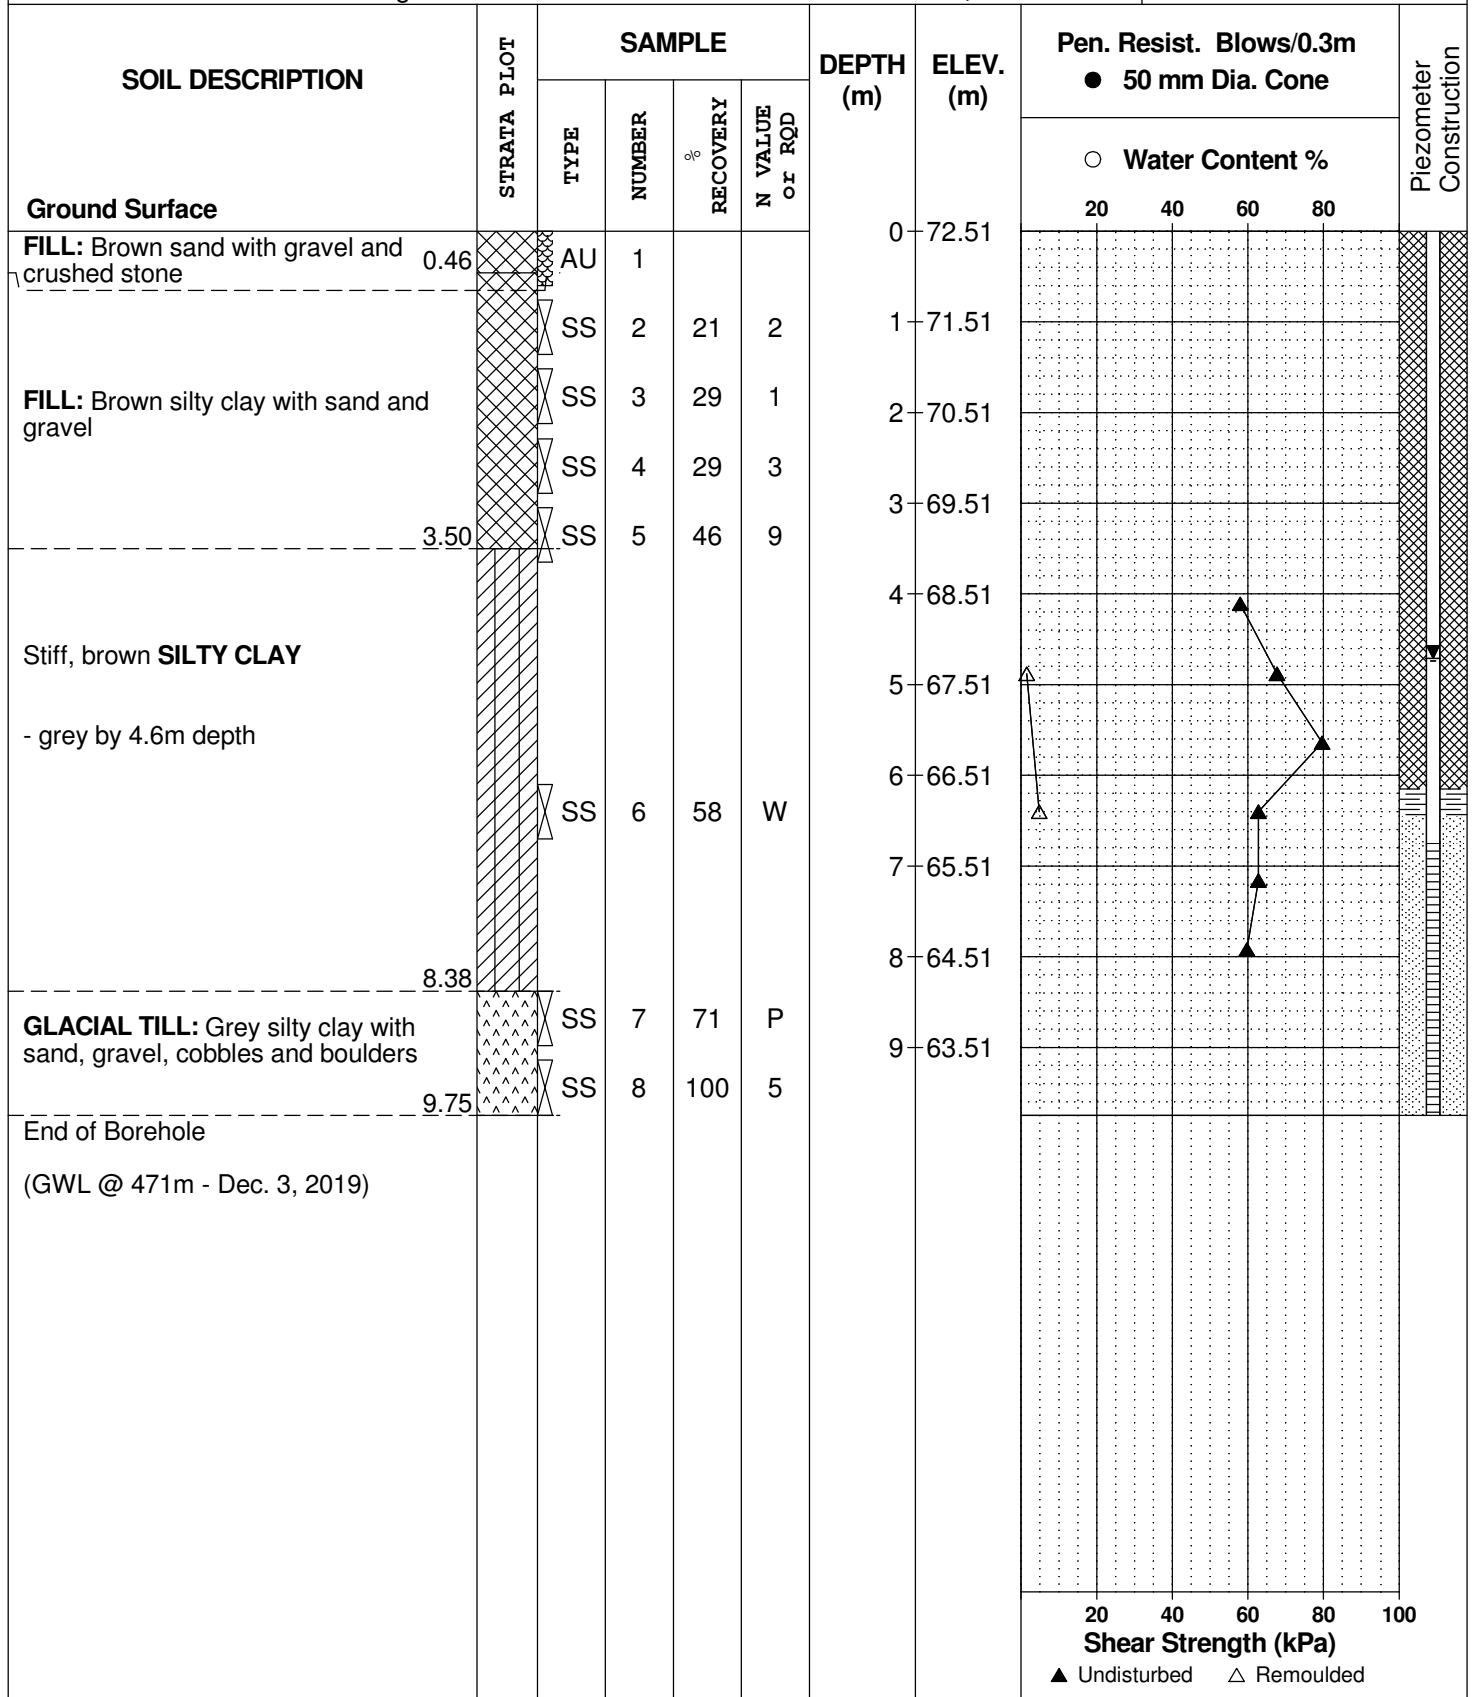 SOIL DESCRIPTION
STRATA PLOT
SAMPLE
TYPE
NUMBER
% RECOVERY
N VALUE or RQD
DEPTH (m)
ELEV. (m)
Pen. Resist. Blows/0.3m
● 50 mm Dia. Cone
○ Water Content %
20 40 60 80
Piezometer Construction
Ground Surface
0 72.51
FILL: Brown sand with gravel and
crushed stone
0.46
AU 1
SS 2 21 2
1 71.51
FILL: Brown silty clay with sand and
gravel
SS 3 29 1
2 70.51
SS 4 29 3
3 69.51
3.50
SS 5 46 9
4 68.51
Stiff, brown SILTY CLAY
5 67.51
- grey by 4.6m depth
6 66.51
SS 6 58 W
7 65.51
8 64.51
8.38
GLACIAL TILL: Grey silty clay with
sand, gravel, cobbles and boulders
SS 7 71 P
9 63.51
SS 8 100 5
9.75
End of Borehole
(GWL @ 471m - Dec. 3, 2019)
20 40 60 80 100
Shear Strength (kPa)
▲ Undisturbed △ Remoulded